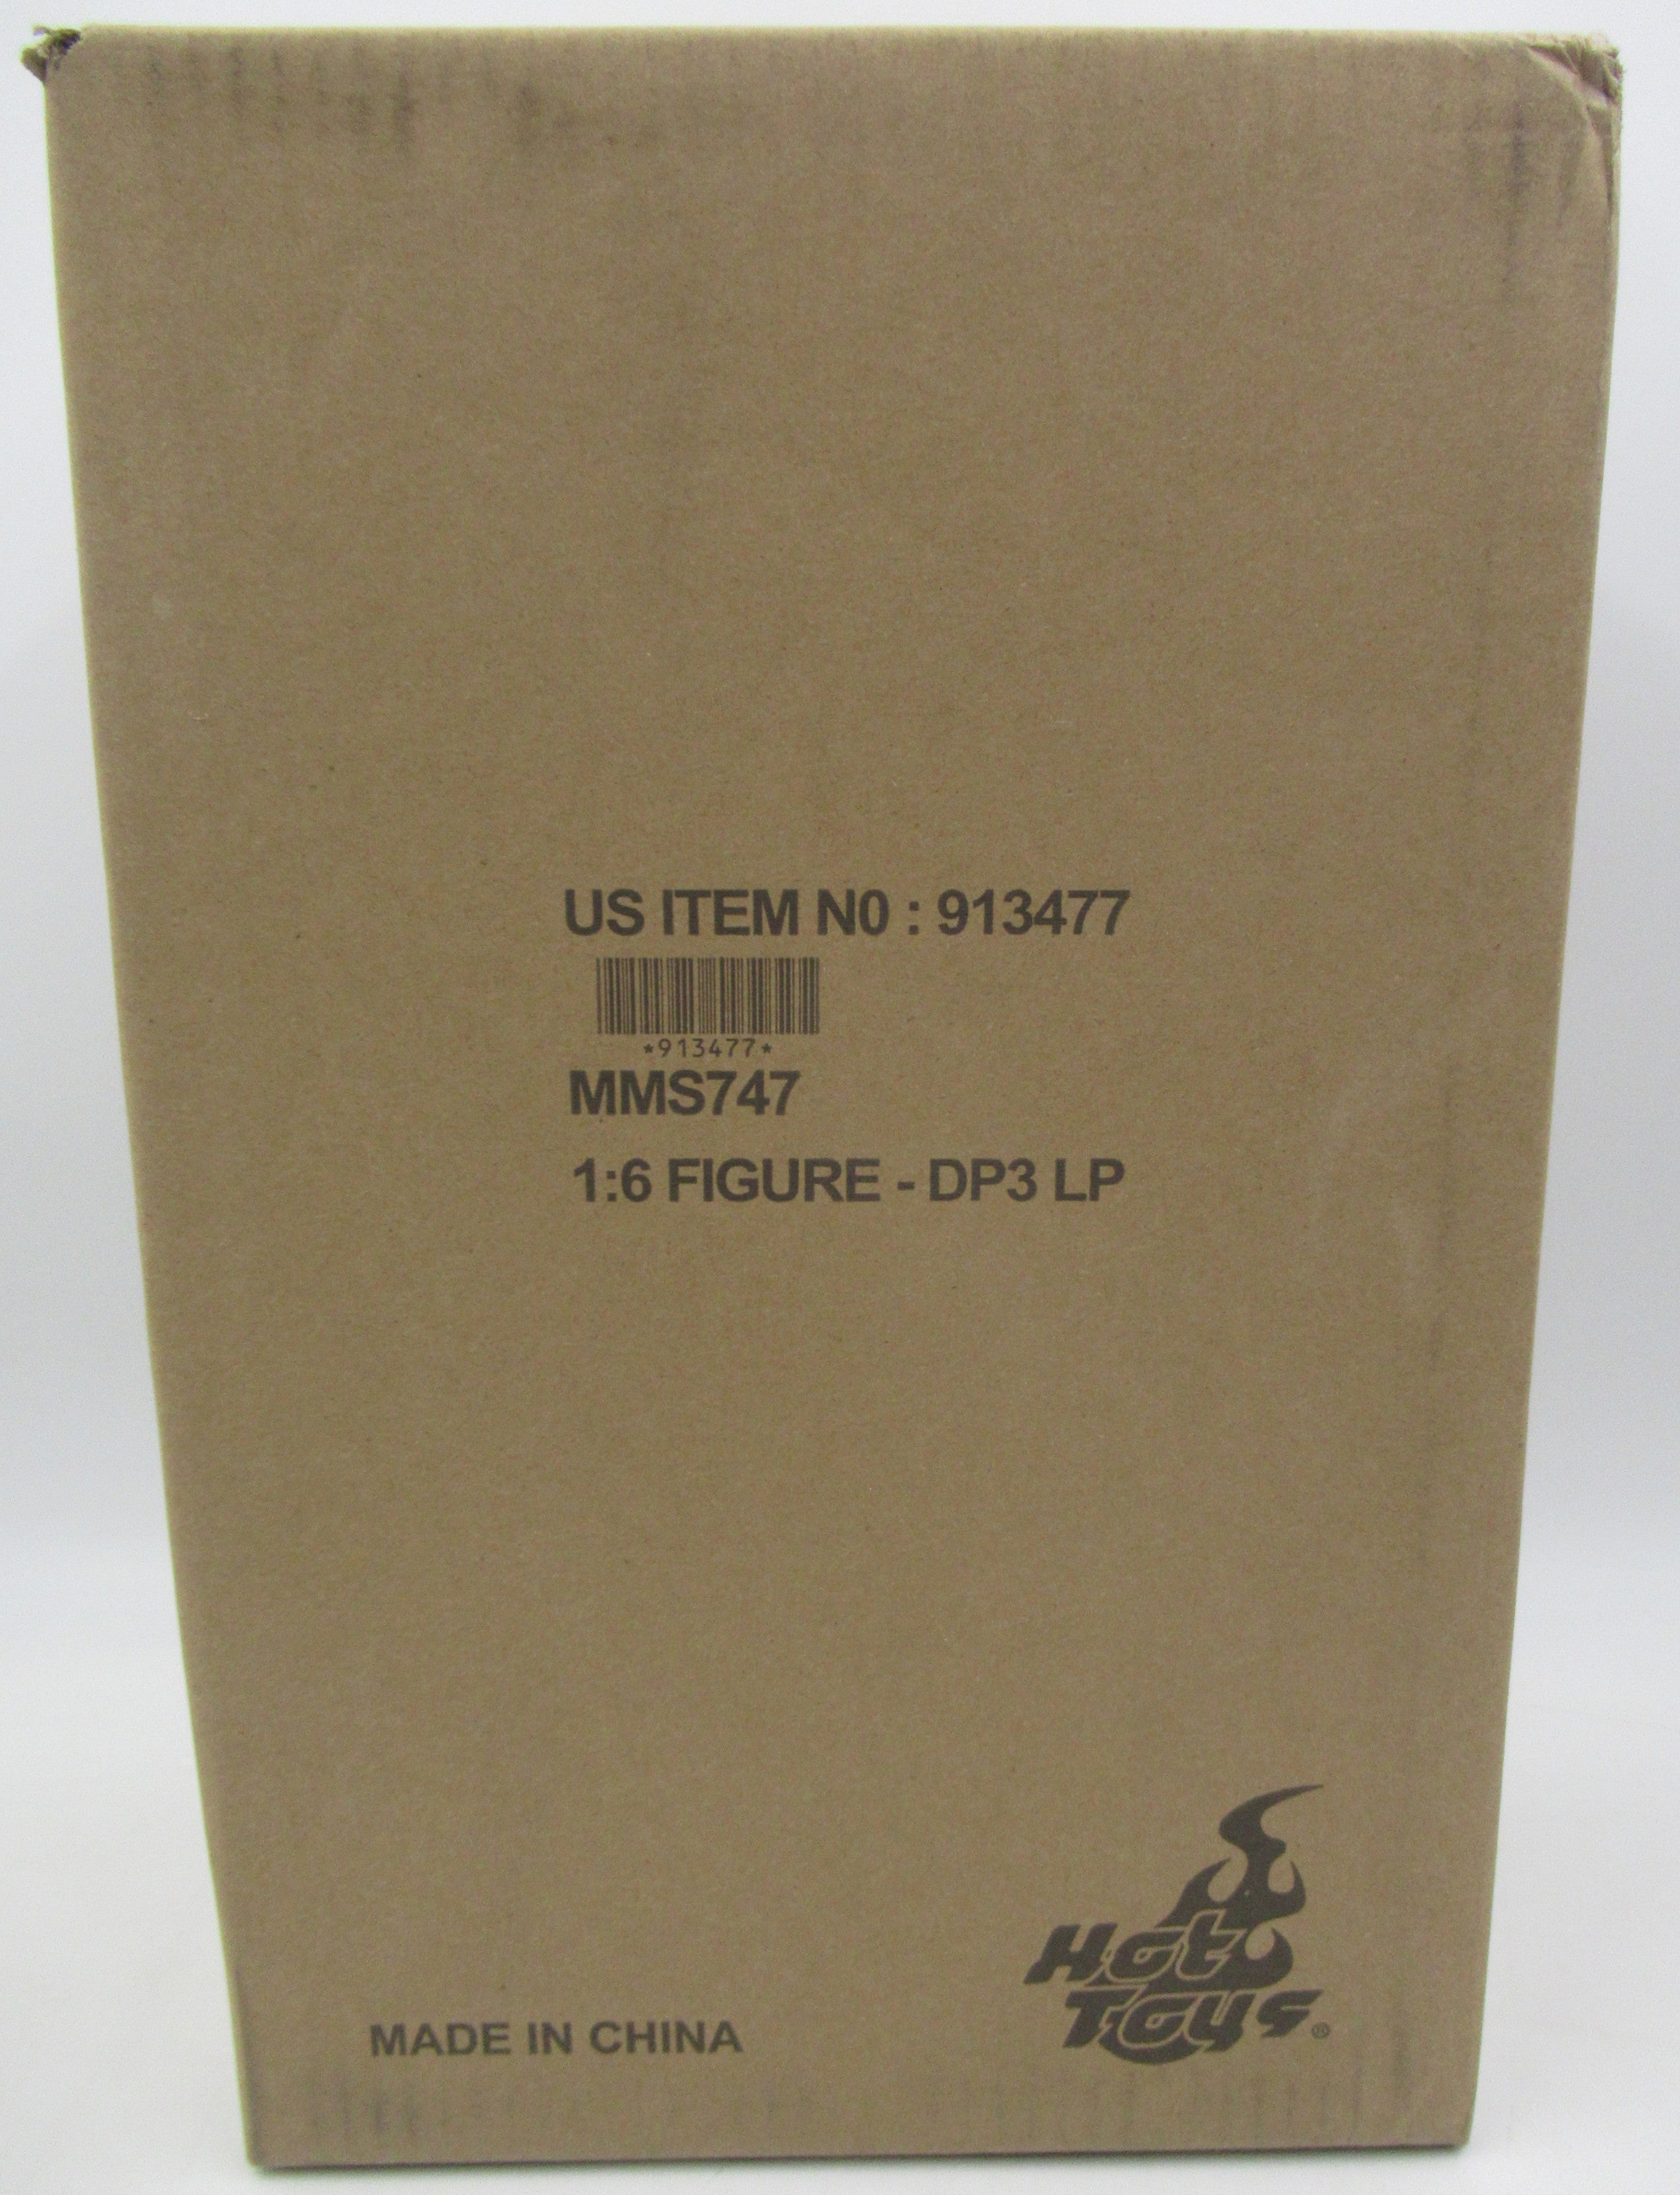 US ITEM N0 : 913477
*913477*
MMS747
1:6 FIGURE - DP3 LP
Hot
Toys®
MADE IN CHINA